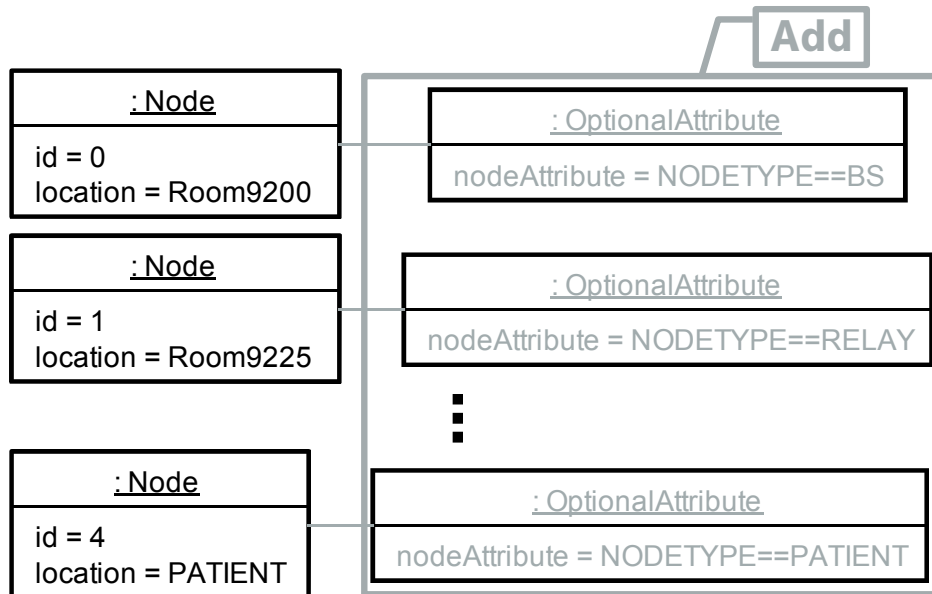 Add
: Node
id = 0
location = Room9200
: OptionalAttribute
nodeAttribute = NODETYPE==BS
: Node
id = 1
location = Room9225
: OptionalAttribute
nodeAttribute = NODETYPE==RELAY
: Node
id = 4
location = PATIENT
: OptionalAttribute
nodeAttribute = NODETYPE==PATIENT